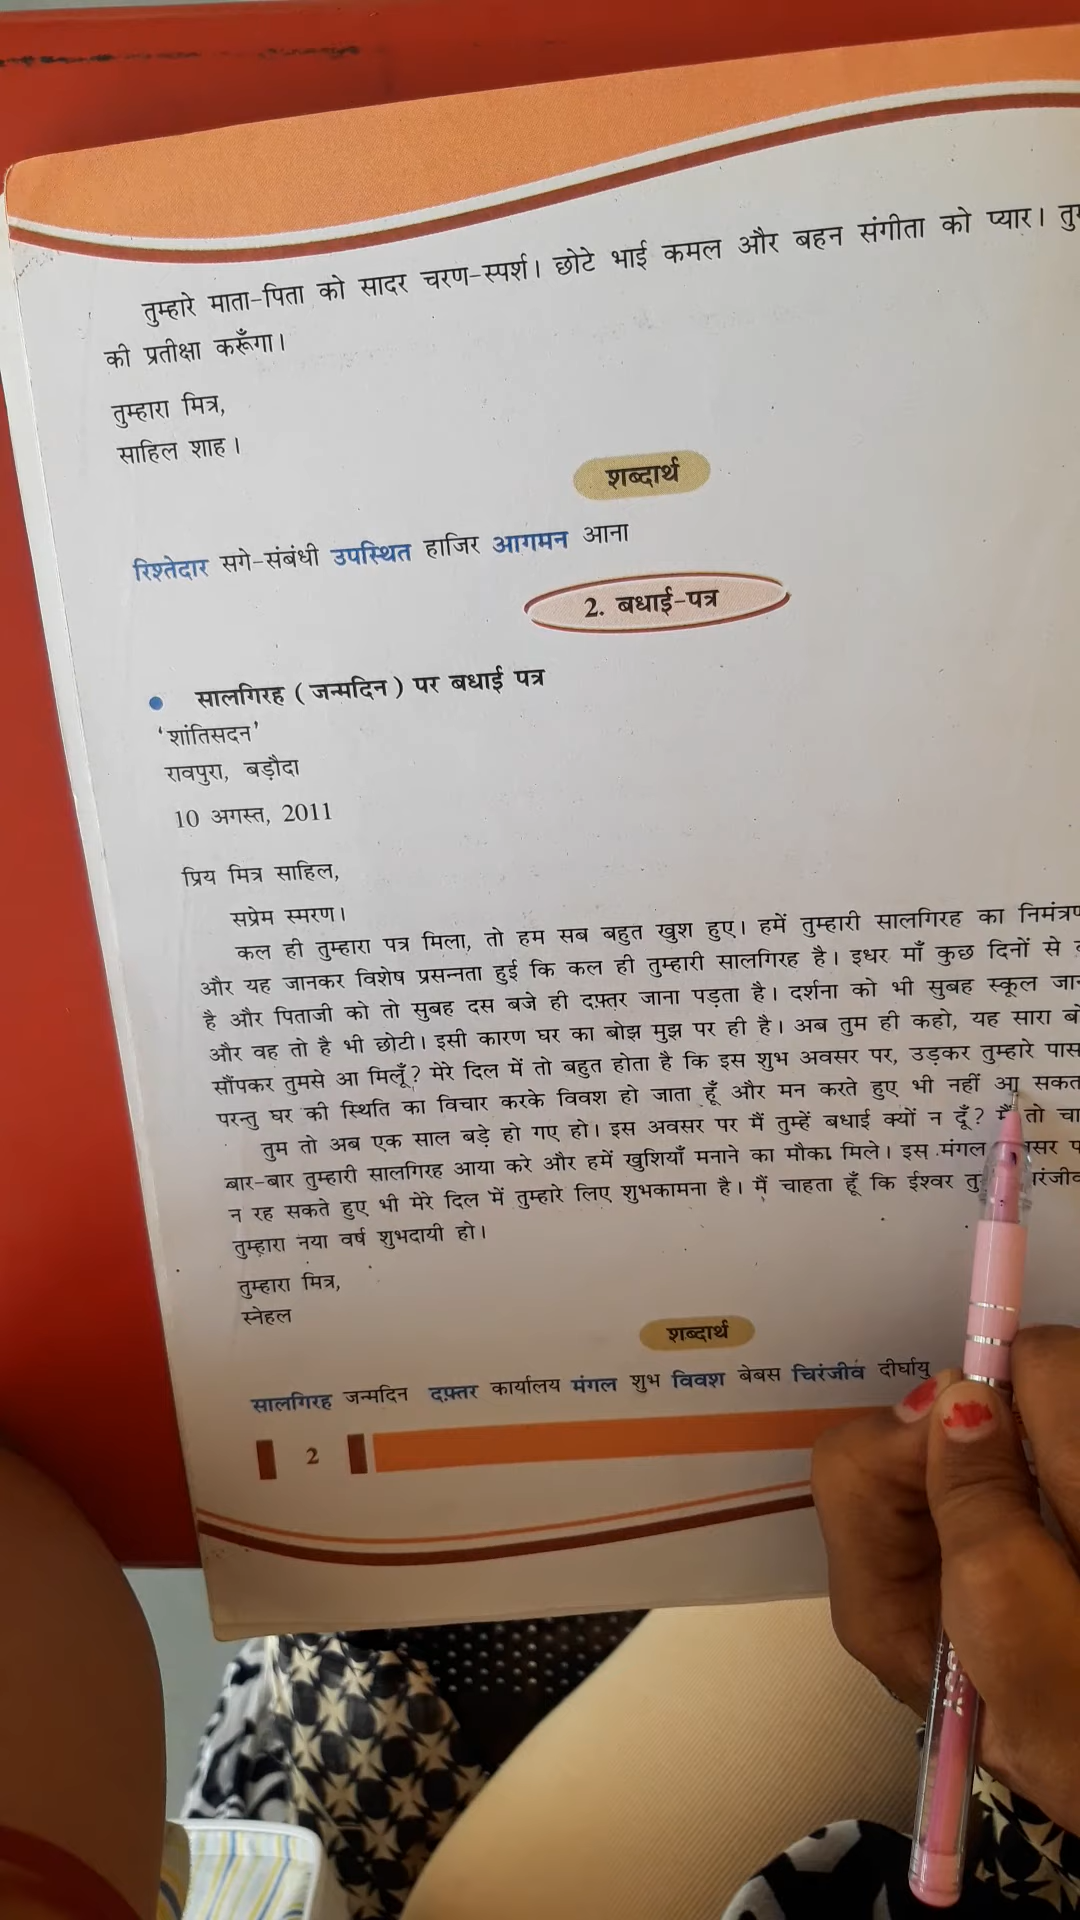 तुम्हारे माता-पिता को सादर चरण-स्पर्श। छोटे भाई कमल और बहन संगीता को प्यार।
की प्रतीक्षा करूँगा।
तुम्हारा मित्र,
साहिल शाह।
शब्दार्थ
रिश्तेदार सगे-संबंधी उपस्थित हाजिर आगमन आना
2. बधाई-पत्र
• सालगिरह (जन्मदिन) पर बधाई पत्र
'शांतिसदन'
रावपुरा, बड़ौदा
10 अगस्त, 2011
प्रिय मित्र साहिल,
सप्रेम स्मरण।
कल ही तुम्हारा पत्र मिला, तो हम सब बहुत खुश हुए। हमें तुम्हारी सालगिरह का
और यह जानकर विशेष प्रसन्नता हुई कि कल ही तुम्हारी सालगिरह है। इधर माँ कुछ दिनों से
है और पिताजी को तो सुबह दस बजे ही दफ़्तर जाना पड़ता है। दर्शना को भी सुबह स्कूल
और वह तो है भी छोटी। इसी कारण घर का बोझ मुझ पर ही है। अब तुम ही कहो, यह सारा
सौंपकर तुमसे आ मिलूँ? मेरे दिल में तो बहुत होता है कि इस शुभ अवसर पर, उड़कर तुम्हारे पास
परन्तु घर की स्थिति का विचार करके विवश हो जाता हूँ और मन करते हुए भी नहीं आ
तुम तो अब एक साल बड़े हो गए हो। इस अवसर पर मैं तुम्हें बधाई क्यों न दूँ? मैं तो
बार-बार तुम्हारी सालगिरह आया करे और हमें खुशियाँ मनाने का मौका मिले। इस मंगल
न रह सकते हुए भी मेरे दिल में तुम्हारे लिए शुभकामना है। मैं चाहता हूँ कि ईश्वर
तुम्हारा नया वर्ष शुभदायी हो।
तुम्हारा मित्र,
स्नेहल
शब्दार्थ
सालगिरह जन्मदिन दफ़्तर कार्यालय मंगल शुभ विवश बेबस चिरंजीव दीर्घायु
2